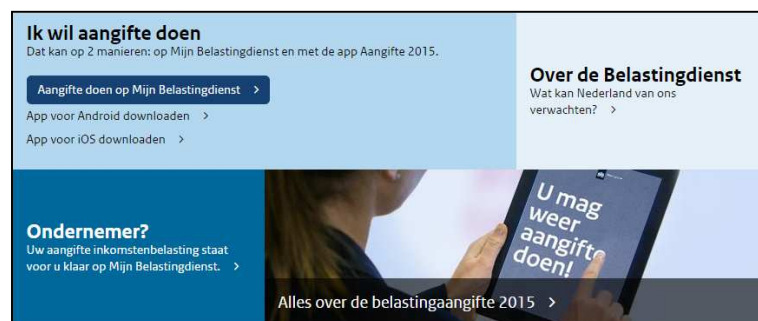 Ik wil aangifte doen
Dat kan op 2 manieren: op Mijn Belastingdienst en met de app Aangifte 2015.
Aangifte doen op Mijn Belastingdienst >
App voor Android downloaden >
App voor iOS downloaden >
Over de Belastingdienst
Wat kan Nederland van ons
verwachten? >
Ondernemer?
Uw aangifte inkomstenbelasting staat
voor u klaar op Mijn Belastingdienst. >
U mag
weer
aangifte
doen!
Alles over de belastingaangifte 2015 >